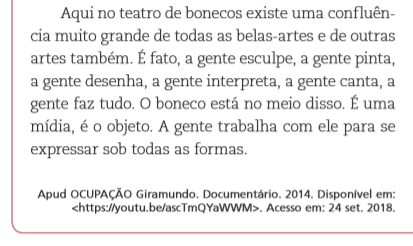 Aqui no teatro de bonecos existe uma confluên-
cia muito grande de todas as belas-artes e de outras
artes também. É fato, a gente esculpe, a gente pinta,
a gente desenha, a gente interpreta, a gente canta, a
gente faz tudo. O boneco está no meio disso. É uma
mídia, é o objeto. A gente trabalha com ele para se
expressar sob todas as formas.
Apud OCUPAÇÃO Giramundo. Documentário. 2014. Disponível em:
<https://youtu.be/ascTmQYaWWM>. Acesso em: 24 set. 2018.